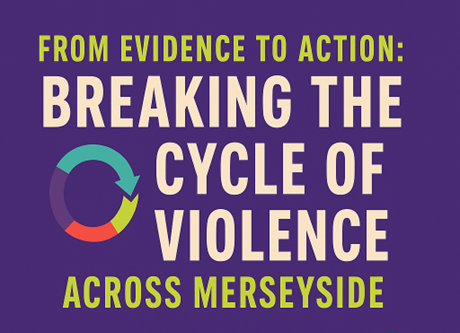 FROM EVIDENCE TO ACTION:
BREAKING THE
CYCLE OF
VIOLENCE
ACROSS MERSEYSIDE